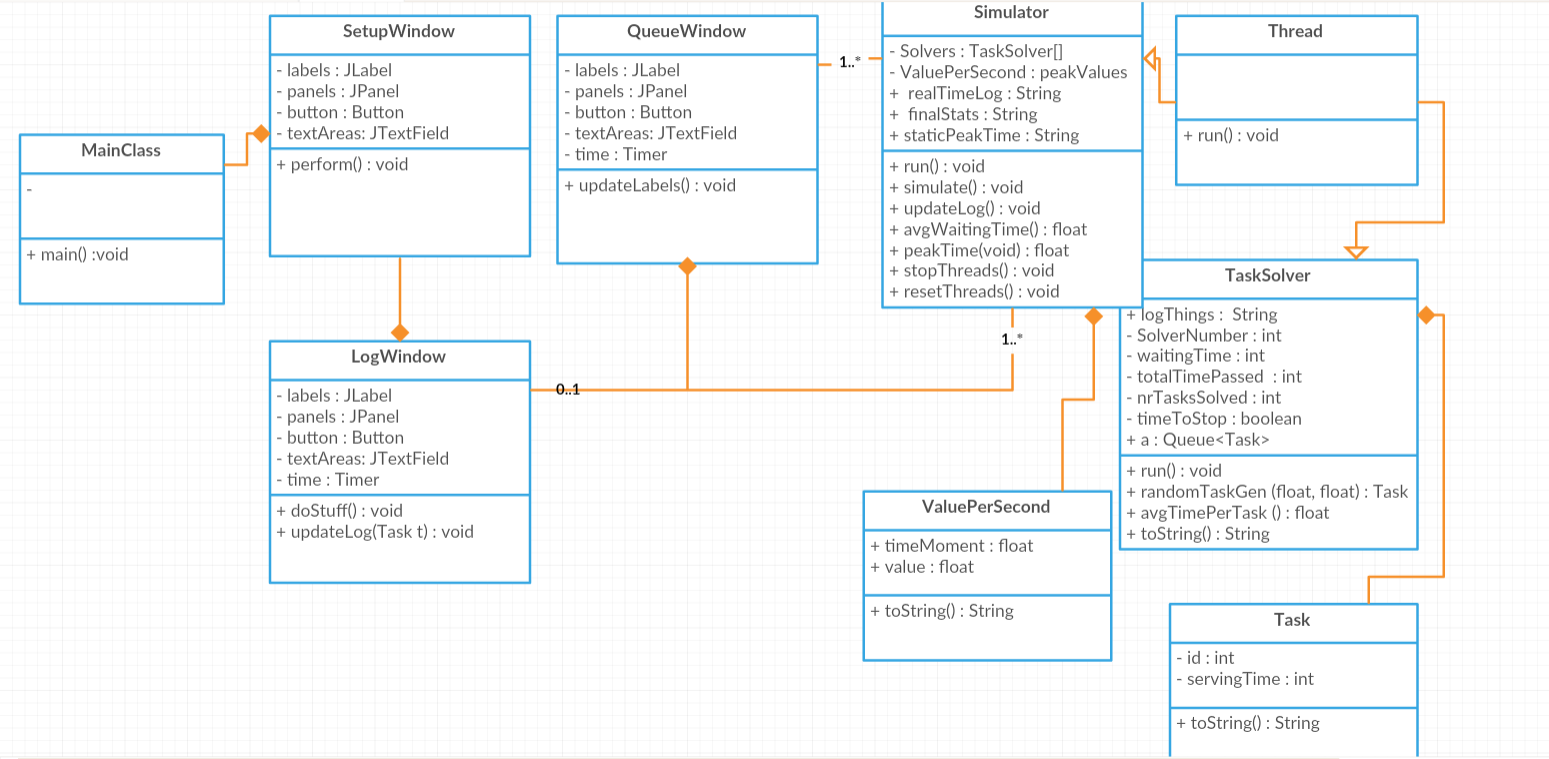 MainClass
-
+ main() :void
SetupWindow
- labels : JLabel
- panels : JPanel
- button : Button
- textAreas: JTextField
+ perform() : void
QueueWindow
- labels : JLabel
- panels : JPanel
- button : Button
- textAreas: JTextField
- time : Timer
+ updateLabels() : void
1..*
Simulator
- Solvers : TaskSolver[]
- ValuePerSecond : peakValues
+ realTimeLog : String
+ finalStats : String
+ staticPeakTime : String
+ run() : void
+ simulate() : void
+ updateLog() : void
+ avgWaitingTime() : float
+ peakTime(void) : float
+ stopThreads() : void
+ resetThreads() : void
Thread
+ run() : void
1..*
0..1
LogWindow
- labels : JLabel
- panels : JPanel
- button : Button
- textAreas: JTextField
- time : Timer
+ doStuff() : void
+ updateLog(Task t) : void
TaskSolver
+ logThings : String
- SolverNumber : int
- waitingTime : int
- totalTimePassed : int
- nrTasksSolved : int
- timeToStop : boolean
+ a : Queue<Task>
+ run() : void
+ randomTaskGen (float, float) : Task
+ avgTimePerTask () : float
+ toString() : String
ValuePerSecond
+ timeMoment : float
+ value : float
+ toString() : String
Task
- id : int
- servingTime : int
+ toString() : String